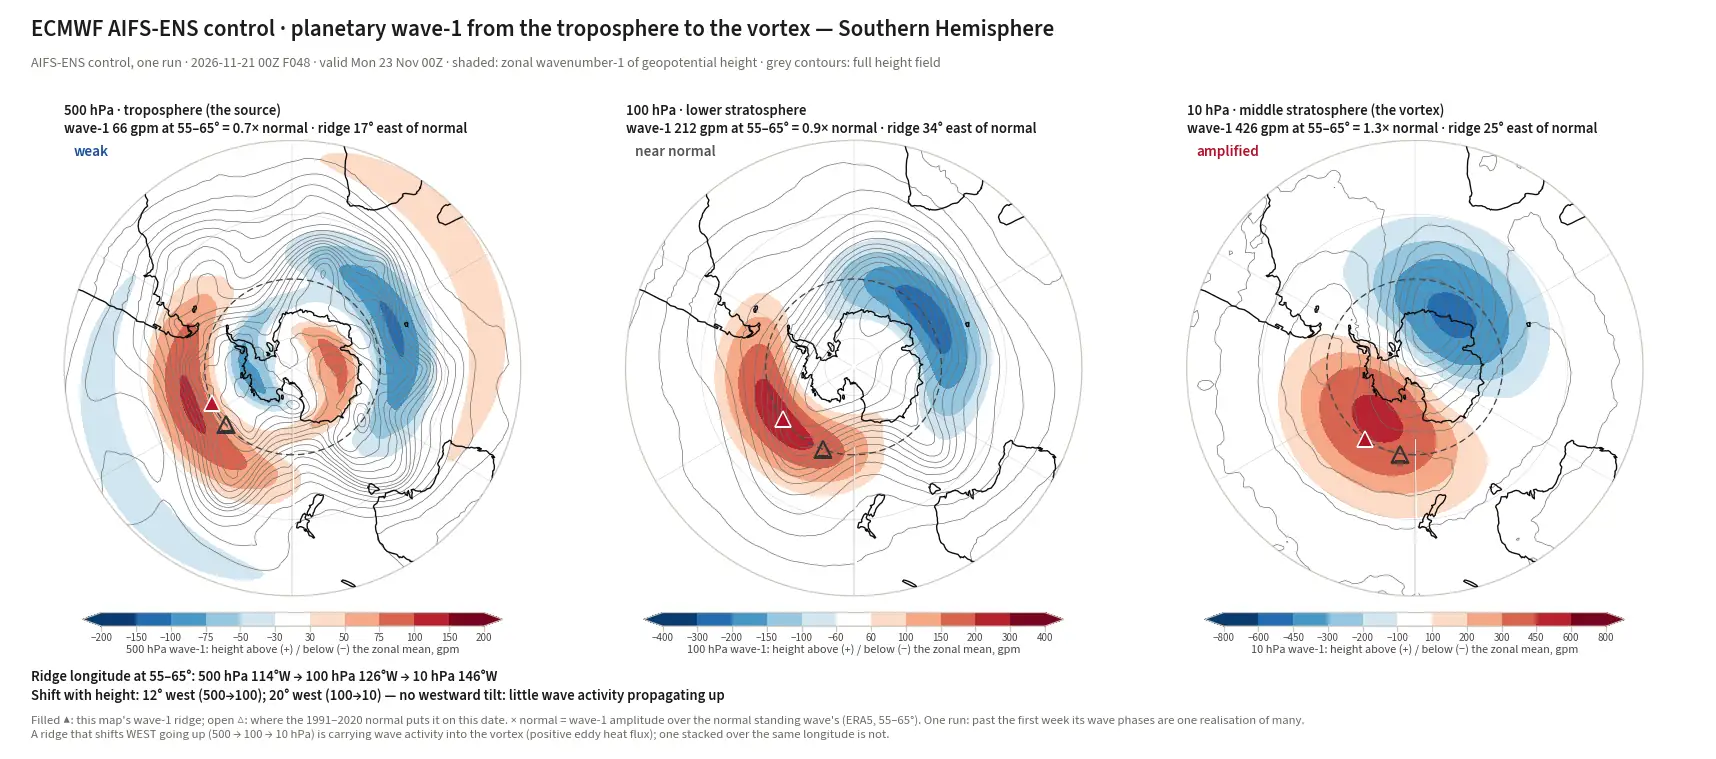 ECMWF AIFS-ENS control · planetary wave-1 from the troposphere to the vortex — Southern Hemisphere
AIFS-ENS control, one run · 2026-11-21 00Z F048 · valid Mon 23 Nov 00Z · shaded: zonal wavenumber-1 of geopotential height · grey contours: full height field
500 hPa · troposphere (the source)
wave-1 66 gpm at 55–65° = 0.7× normal · ridge 17° east of normal
weak
100 hPa · lower stratosphere
wave-1 212 gpm at 55–65° = 0.9× normal · ridge 34° east of normal
near normal
10 hPa · middle stratosphere (the vortex)
wave-1 426 gpm at 55–65° = 1.3× normal · ridge 25° east of normal
amplified
−200 −150 −100 −75 −50 −30 30 50 75 100 150 200
500 hPa wave-1: height above (+) / below (−) the zonal mean, gpm
−400 −300 −200 −150 −100 −60 60 100 150 200 300 400
100 hPa wave-1: height above (+) / below (−) the zonal mean, gpm
−800 −600 −450 −300 −200 −100 100 200 300 450 600 800
10 hPa wave-1: height above (+) / below (−) the zonal mean, gpm
Ridge longitude at 55–65°: 500 hPa 114°W → 100 hPa 126°W → 10 hPa 146°W
Shift with height: 12° west (500→100); 20° west (100→10) — no westward tilt: little wave activity propagating up
Filled ▲: this map's wave-1 ridge; open △: where the 1991–2020 normal puts it on this date. × normal = wave-1 amplitude over the normal standing wave's (ERA5, 55–65°). One run: past the first week its wave phases are one realisation of many.
A ridge that shifts WEST going up (500 → 100 → 10 hPa) is carrying wave activity into the vortex (positive eddy heat flux); one stacked over the same longitude is not.